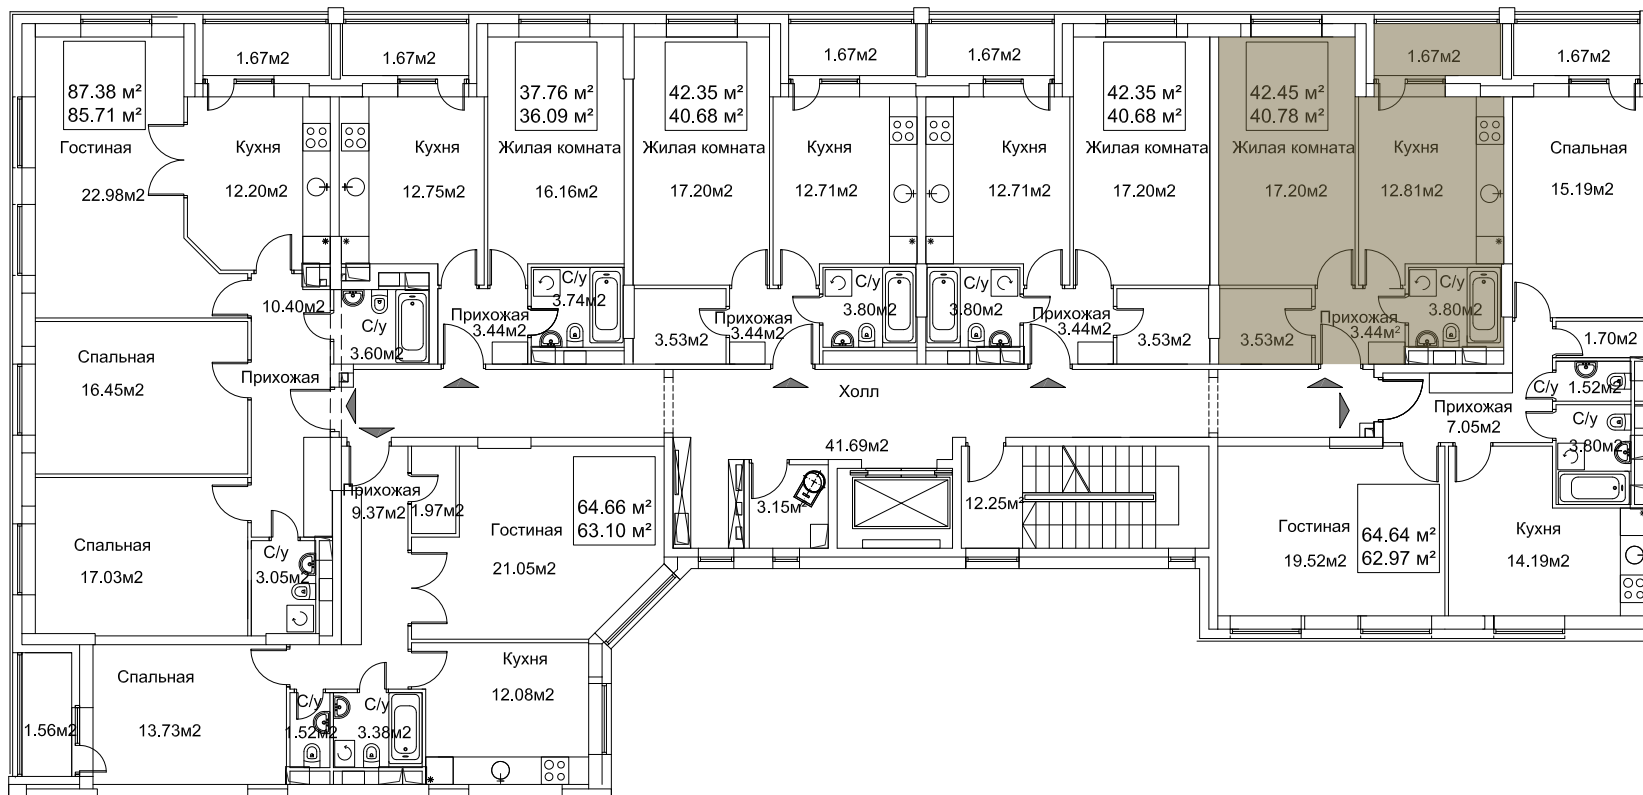 1.67м2
1.67м2
1.67м2
1.67м2
1.67м2
1.67м2
87.38 м²
85.71 м²
37.76 м²
36.09 м²
42.35 м²
40.68 м²
42.35 м²
40.68 м²
42.45 м²
40.78 м²
Гостиная
22.98м2
Кухня
12.20м2
Кухня
12.75м2
Жилая комната
16.16м2
Жилая комната
17.20м2
Кухня
12.71м2
Кухня
12.71м2
Жилая комната
17.20м2
Жилая комната
17.20м2
Кухня
12.81м2
Спальная
15.19м2
10.40м2
С/у
3.60м2
Прихожая
3.44м2
С/у
3.74м2
3.53м2
Прихожая
3.44м2
С/у
3.80м2
С/у
3.80м2
Прихожая
3.44м2
3.53м2
3.53м2
Прихожая
3.44м²
С/у
3.80м2
1.70м2
Спальная
16.45м2
Прихожая
Холл
41.69м2
С/у
1.52м2
Прихожая
7.05м2
С/у
3.80м2
Прихожая
9.37м2
1.97м2
Гостиная
21.05м2
64.66 м²
63.10 м²
3.15м²
12.25м²
Гостиная
19.52м2
64.64 м²
62.97 м²
Кухня
14.19м2
Спальная
17.03м2
С/у
3.05м2
Спальная
13.73м2
1.56м2
С/у
1.52м2
С/у
3.38м2
Кухня
12.08м2